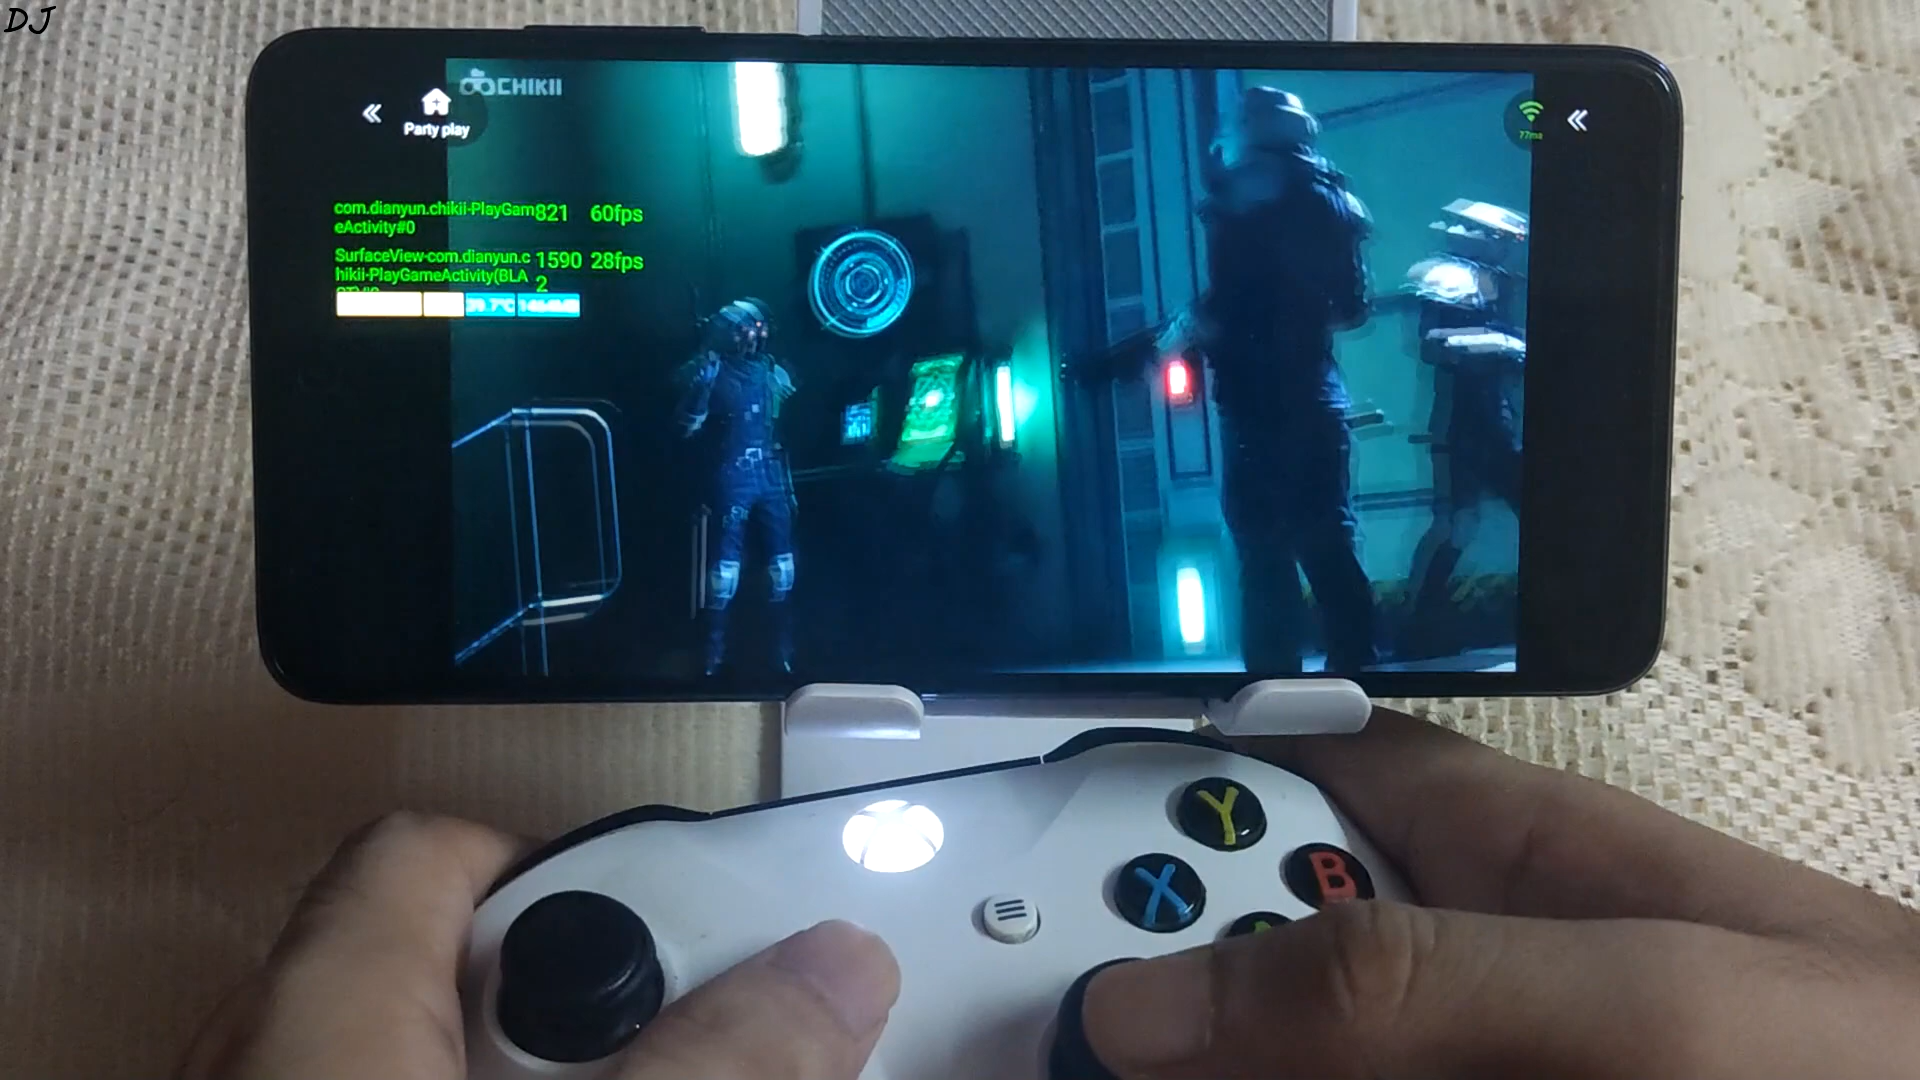 DJ
CHIKII
Party play
77ms
com.dianyun.chikii-PlayGam 821 60fps
eActivity#0
SurfaceView-com.dianyun.c 1590 28fps
hikii-PlayGameActivity(BLA 2
Y
X
B